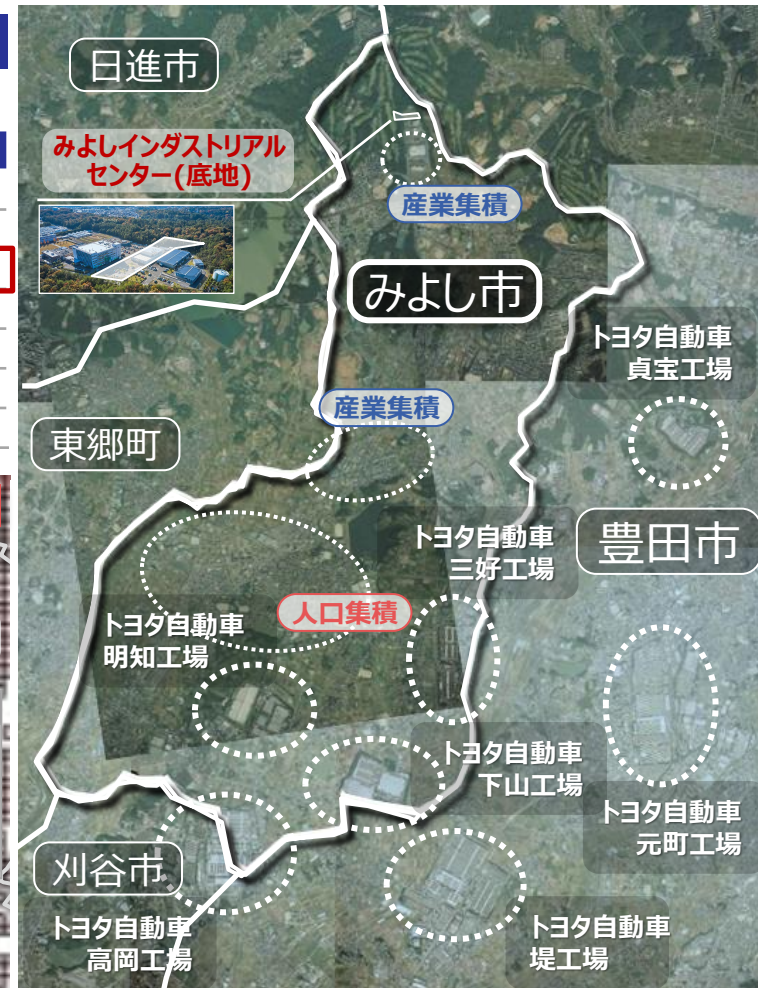 日進市
みよしインダストリアル
センター(底地)
産業集積
みよし市
トヨタ自動車
貞宝工場
産業集積
東郷町
トヨタ自動車
三好工場
豊田市
人口集積
トヨタ自動車
明知工場
トヨタ自動車
下山工場
トヨタ自動車
元町工場
刈谷市
トヨタ自動車
高岡工場
トヨタ自動車
堤工場